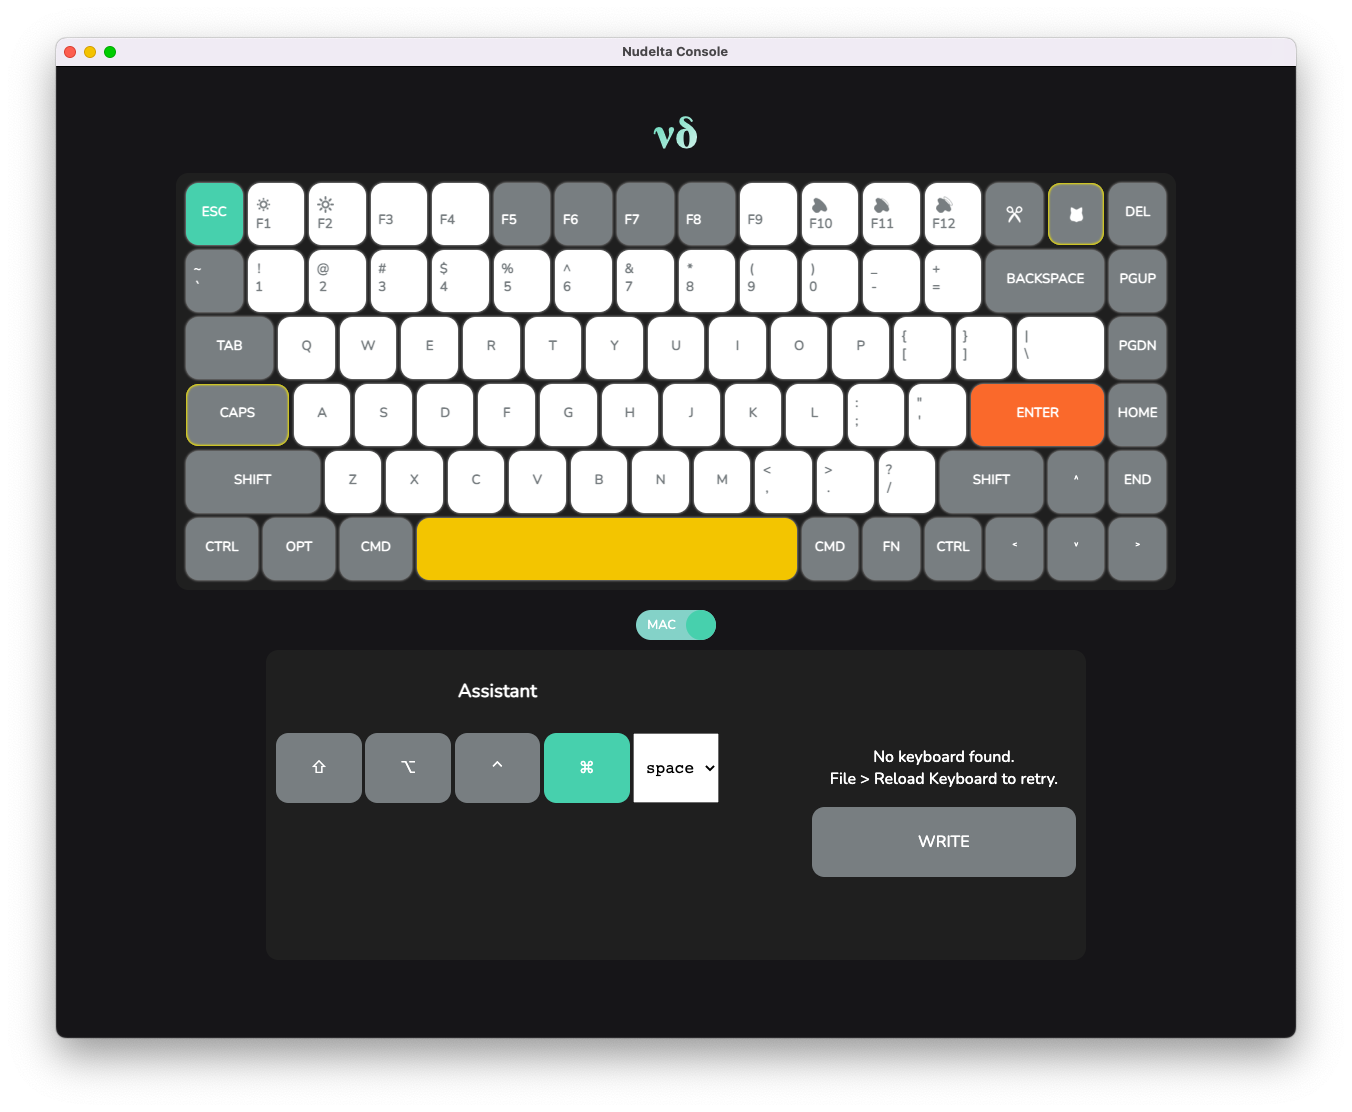 Nudelta Console
νδ
ESC F1 F2 F3 F4 F5 F6 F7 F8 F9 F10 F11 F12 DEL
~ ! @ # $ % ^ & * ( ) _ +
` 1 2 3 4 5 6 7 8 9 0 - = BACKSPACE PGUP
TAB Q W E R T Y U I O P { [ } ] | \ PGDN
CAPS A S D F G H J K L : ; " ' ENTER HOME
SHIFT Z X C V B N M < , > . ? / SHIFT ^ END
CTRL OPT CMD CMD FN CTRL < v >
MAC
Assistant
⇧ ⌥ ^ ⌘ space
No keyboard found.
File > Reload Keyboard to retry.
WRITE